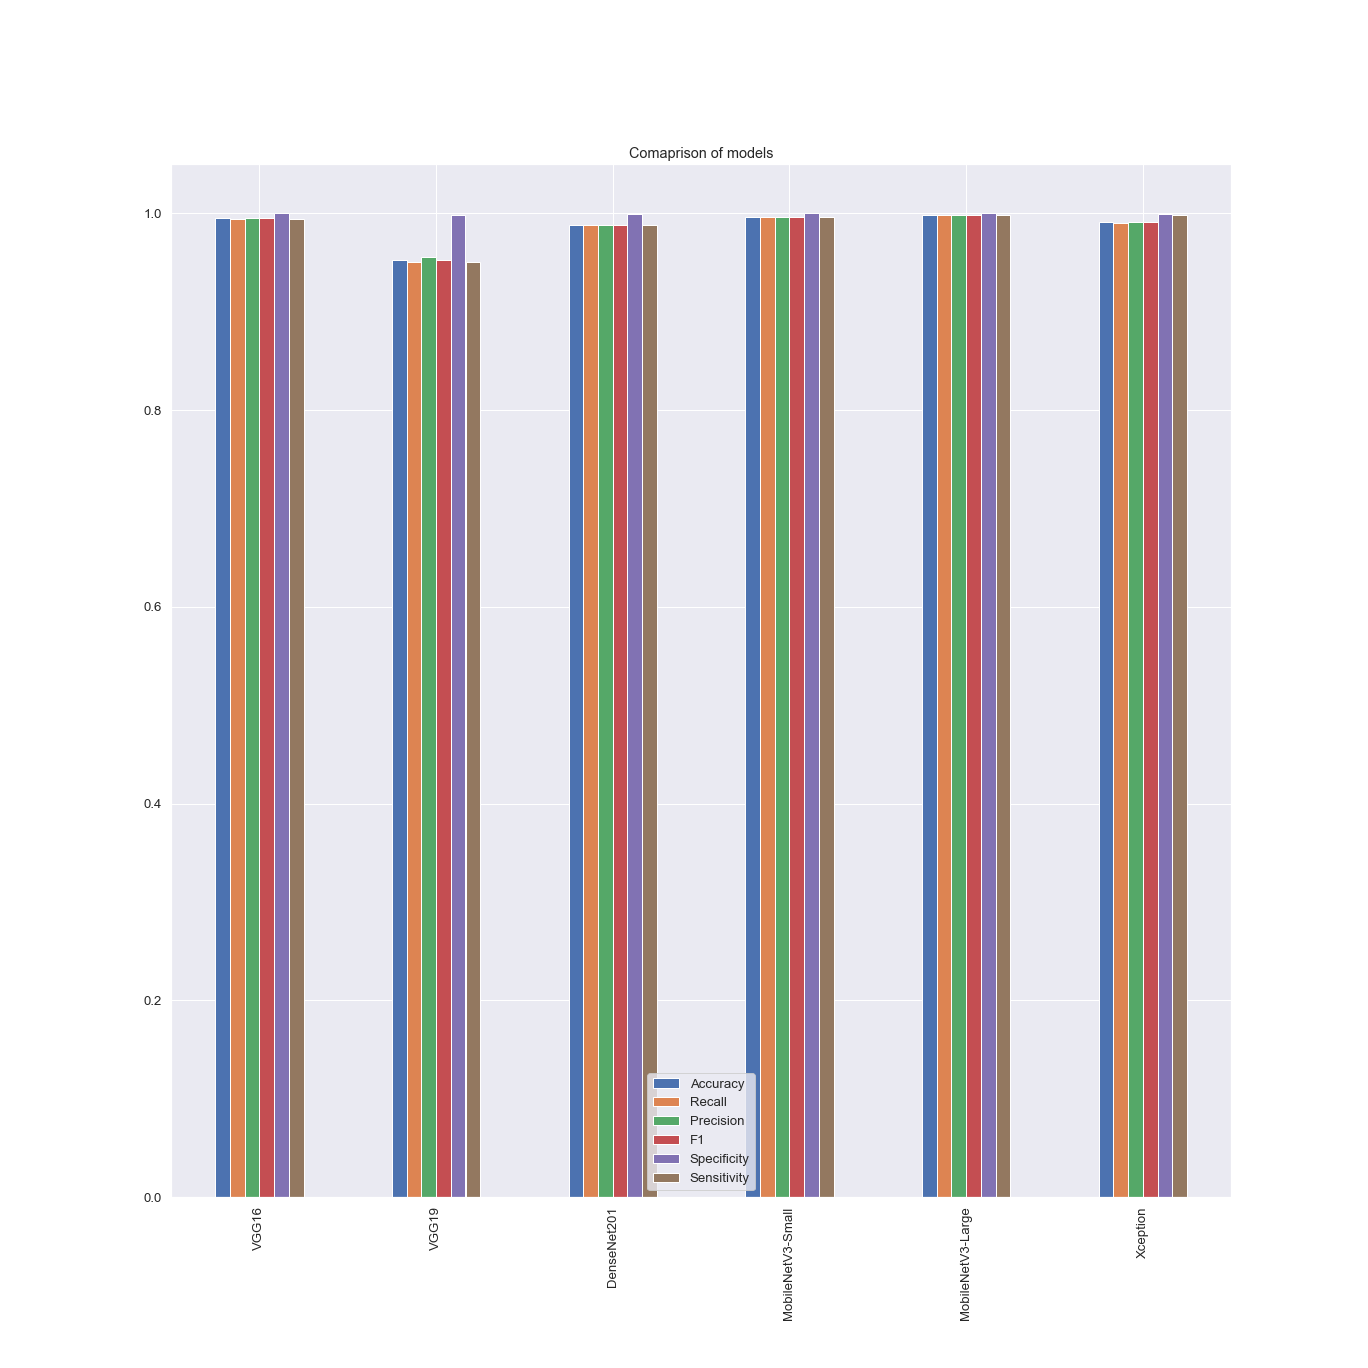 Comaprison of models
1.0
0.8
0.6
0.4
0.2
0.0
Accuracy
Recall
Precision
F1
Specificity
Sensitivity
VGG16
VGG19
DenseNet201
MobileNetV3-Small
MobileNetV3-Large
Xception